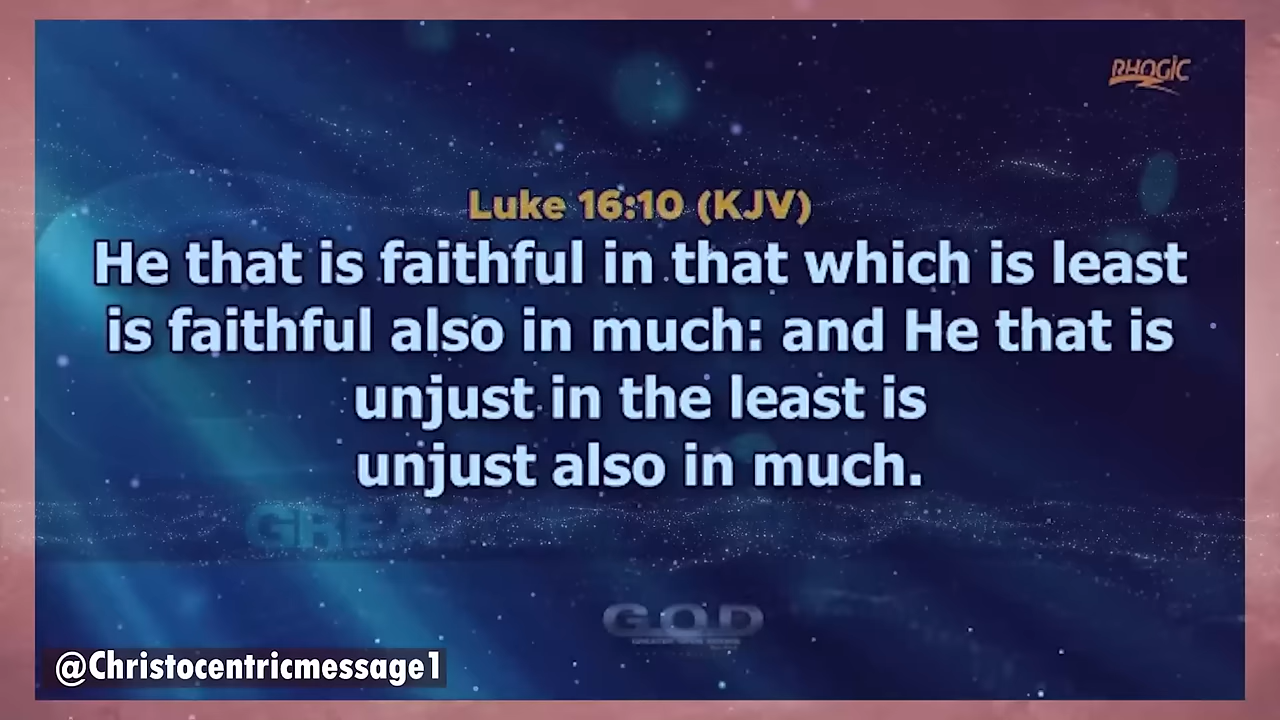 RHOGIC
Luke 16:10 (KJV)
He that is faithful in that which is least
is faithful also in much: and He that is
unjust in the least is
unjust also in much.
GREA
G.O.D
@Christocentricmessage1